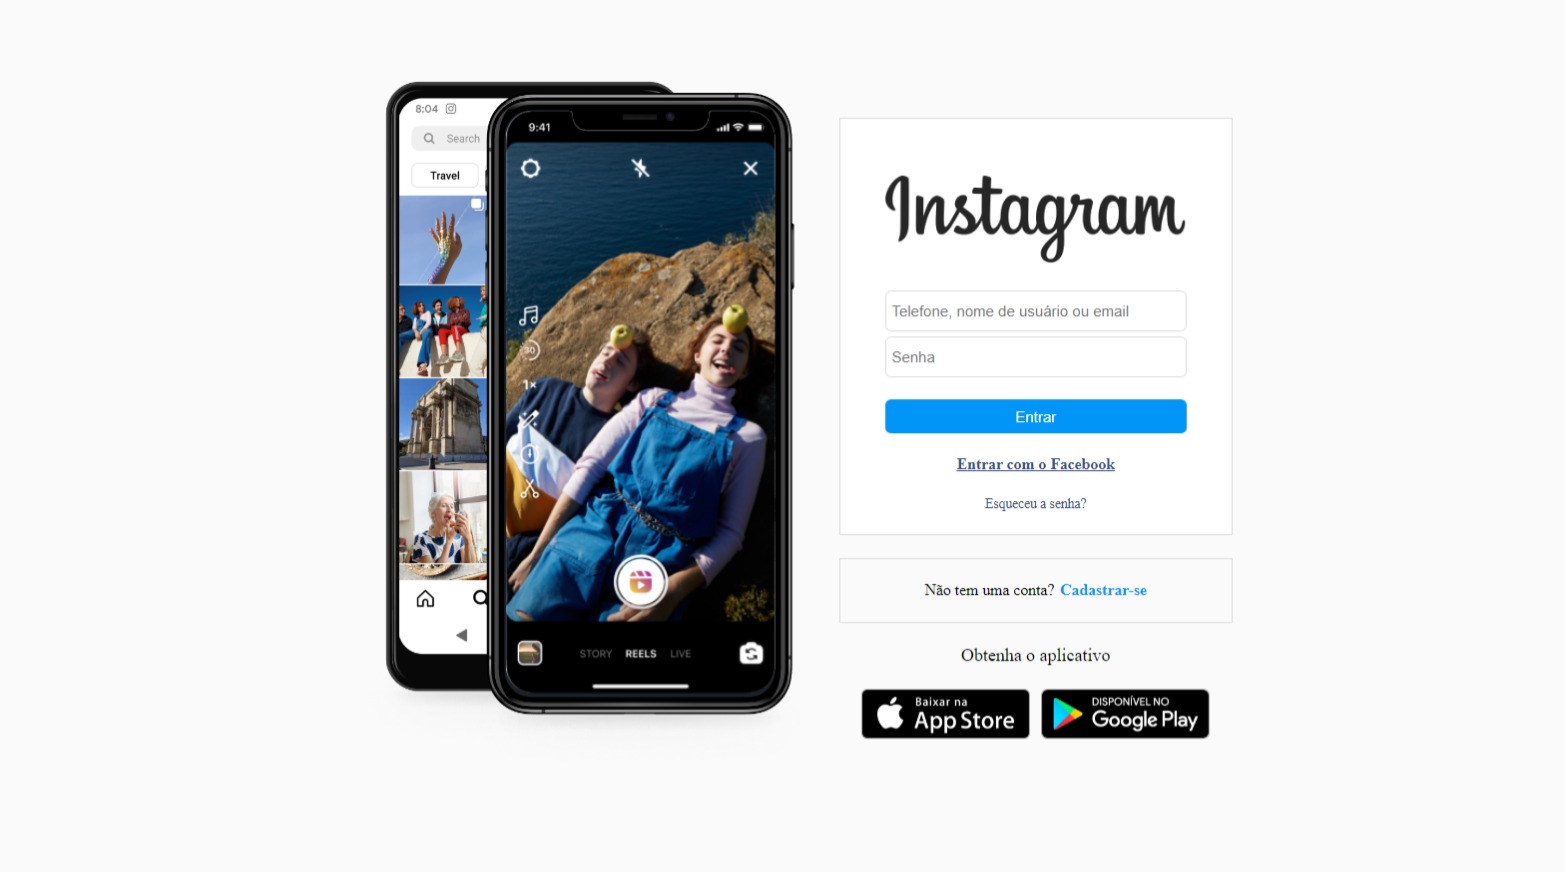 8:04
Search
Travel
9:41
30
1×
STORY REELS LIVE
Instagram
Telefone, nome de usuário ou email
Senha
Entrar
Entrar com o Facebook
Esqueceu a senha?
Não tem uma conta? Cadastrar-se
Obtenha o aplicativo
Baixar na
App Store
DISPONÍVEL NO
Google Play